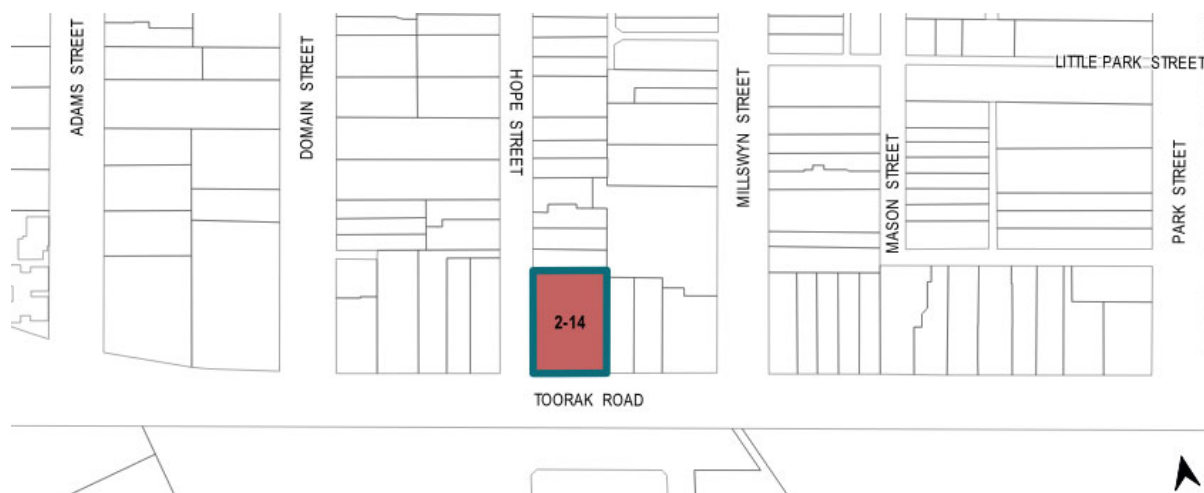 ADAMS STREET
DOMAIN STREET
HOPE STREET
MILLSWYN STREET
MASON STREET
LITTLE PARK STREET
PARK STREET
2-14
TOORAK ROAD